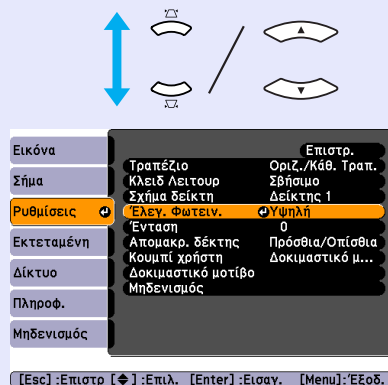 Εικόνα
Σήμα
Ρυθμίσεις
Εκτεταμένη
Δίκτυο
Πληροφ.
Μηδενισμός
Επιστρ.
Τραπέζιο Οριζ./Κάθ. Τραπ.
Κλειδ Λειτουρ Σβήσιμο
Σχήμα δείκτη Δείκτης 1
Έλεγ. Φωτειν. Υψηλή
Ένταση 0
Απομακρ. δέκτης Πρόσθια/Οπίσθια
Κουμπί χρήστη Δοκιμαστικό μ...
Δοκιμαστικό μοτίβο
Μηδενισμός
[Esc] :Επιστρ [◆] :Επιλ. [Enter] :Εισαγ. [Menu]:Έξοδ.